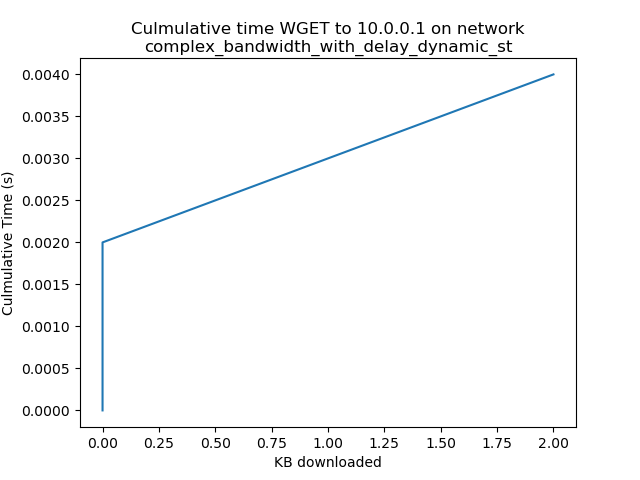 Culmulative time WGET to 10.0.0.1 on network
complex_bandwidth_with_delay_dynamic_st
0.0040
0.0035
0.0030
0.0025
0.0020
0.0015
0.0010
0.0005
0.0000
Culmulative Time (s)
0.00 0.25 0.50 0.75 1.00 1.25 1.50 1.75 2.00
KB downloaded